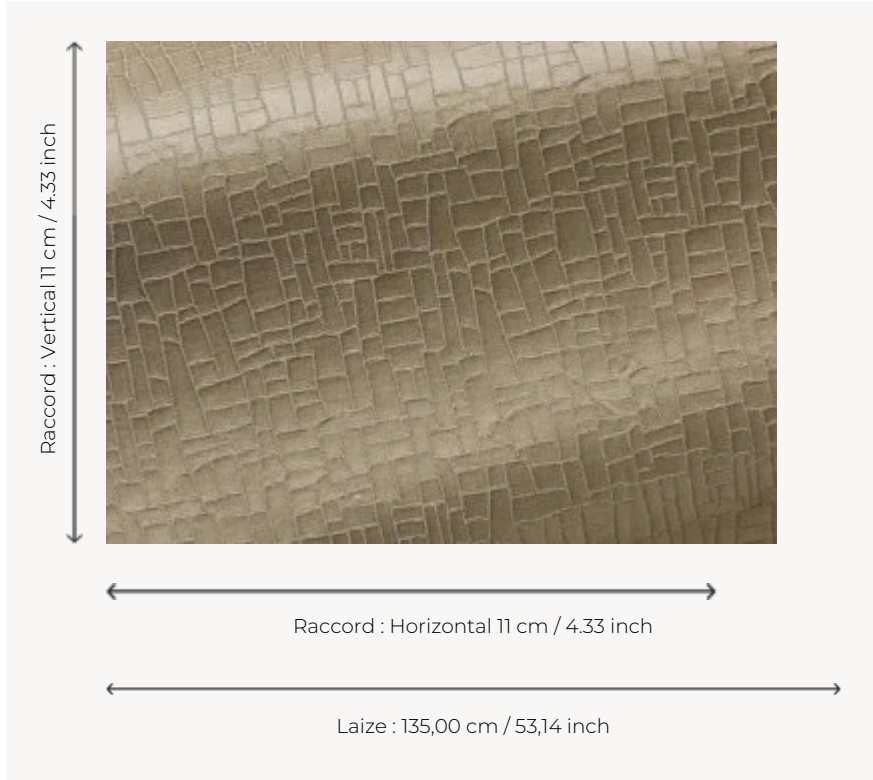 Raccord : Vertical 11 cm / 4.33 inch
Raccord : Horizontal 11 cm / 4.33 inch
Laize : 135,00 cm / 53,14 inch